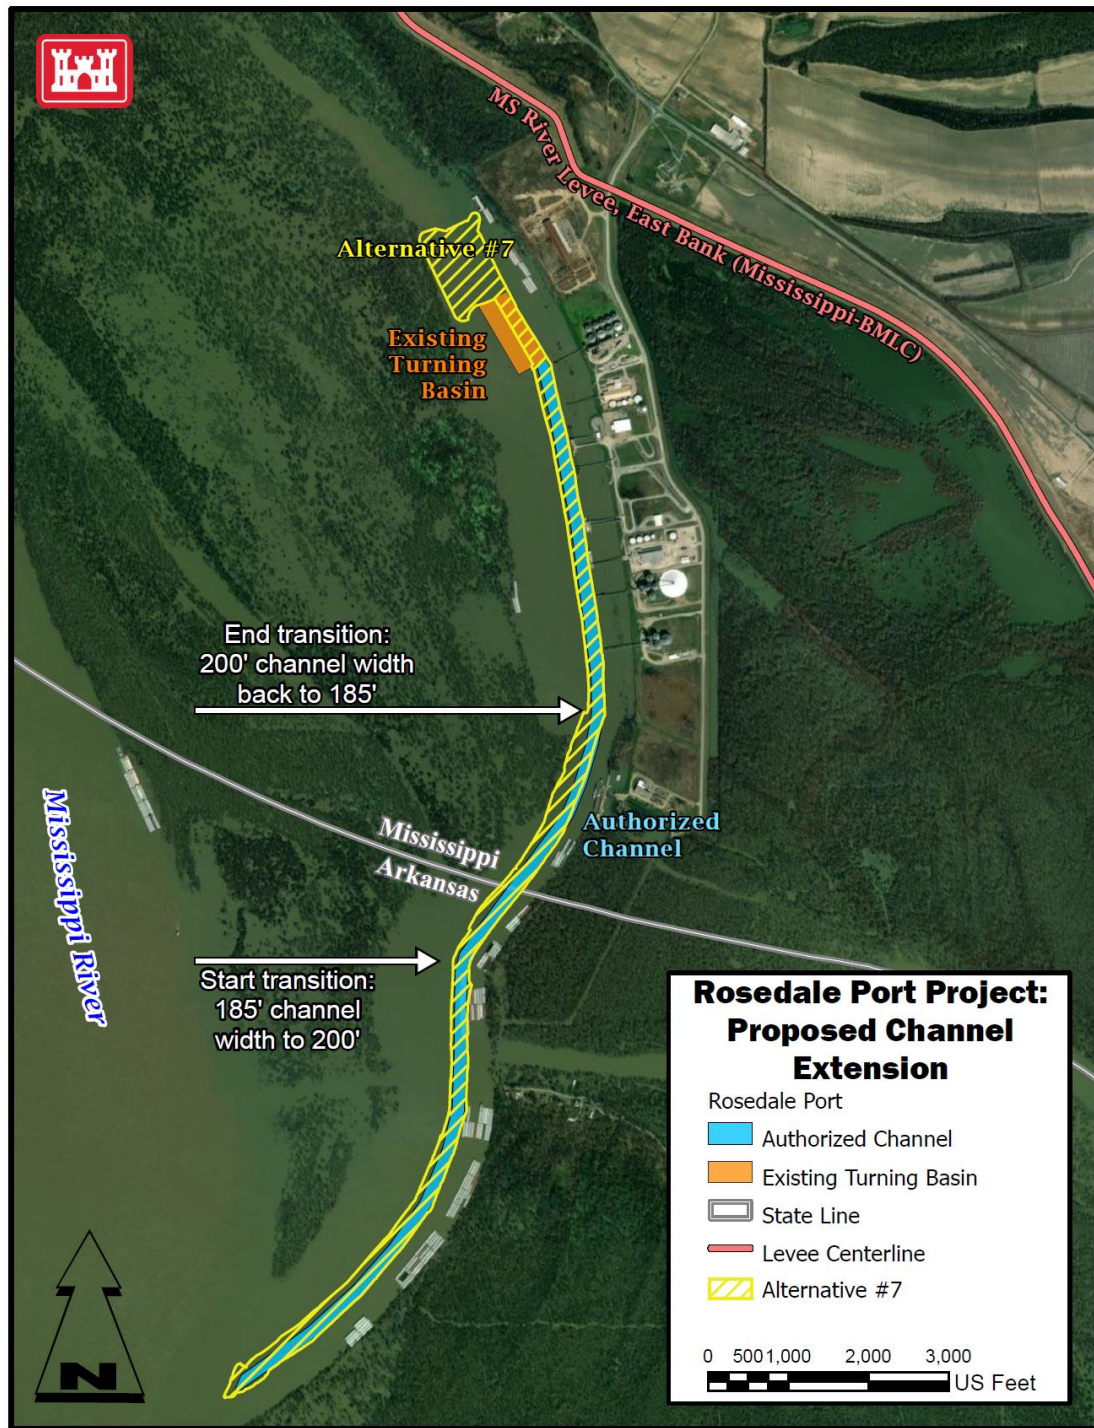 MS River Levee, East Bank (Mississippi-BMLC)
Alternative #7
Existing
Turning
Basin
End transition:
200' channel width
back to 185'
Mississippi River
Mississippi
Arkansas
Authorized
Channel
Start transition:
185' channel
width to 200'
Rosedale Port Project:
Proposed Channel
Extension
Rosedale Port
Authorized Channel
Existing Turning Basin
State Line
Levee Centerline
Alternative #7
0 500 1,000 2,000 3,000
US Feet
N